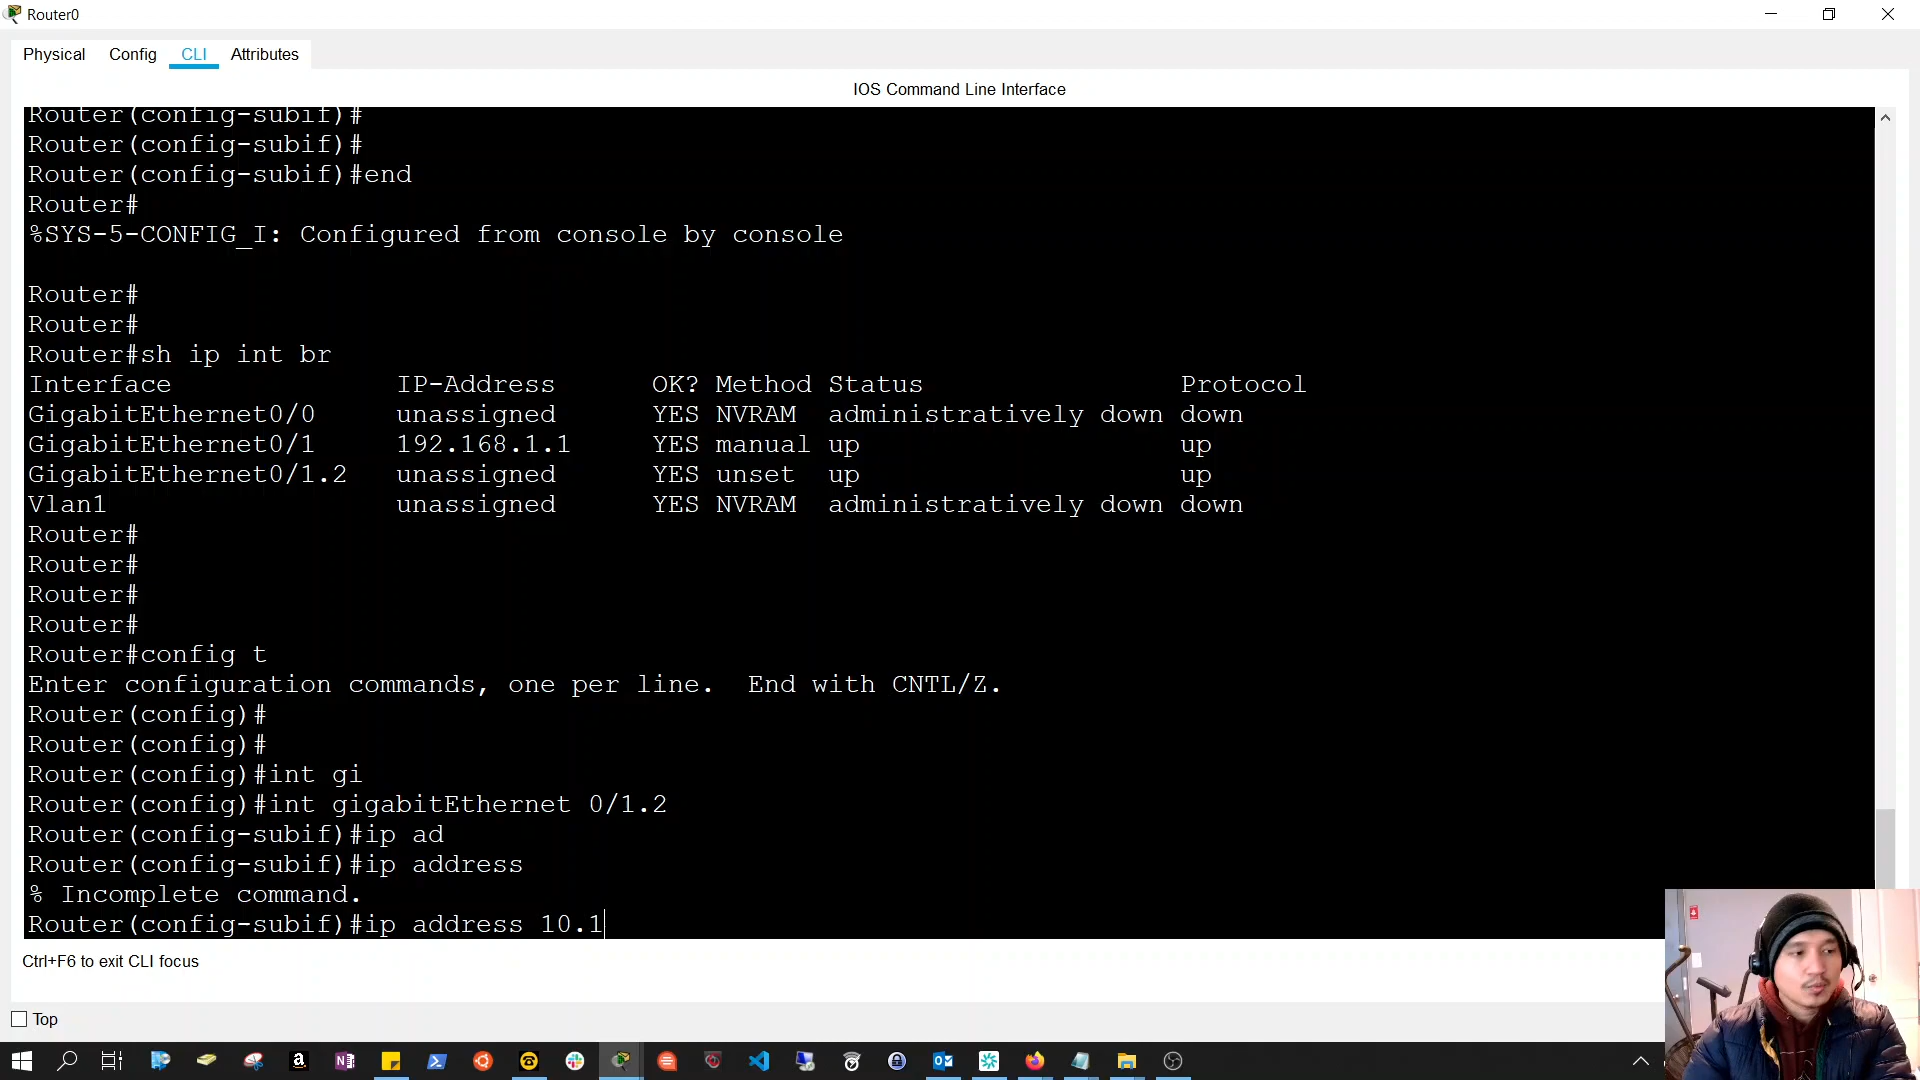 Router0
Physical Config CLI Attributes
IOS Command Line Interface
Router(config-subif)#
Router(config-subif)#
Router(config-subif)#end
Router#
%SYS-5-CONFIG_I: Configured from console by console
Router#
Router#
Router#sh ip int br
Interface IP-Address OK? Method Status Protocol
GigabitEthernet0/0 unassigned YES NVRAM administratively down down
GigabitEthernet0/1 192.168.1.1 YES manual up up
GigabitEthernet0/1.2 unassigned YES unset up up
Vlan1 unassigned YES NVRAM administratively down down
Router#
Router#
Router#
Router#
Router#config t
Enter configuration commands, one per line. End with CNTL/Z.
Router(config)#
Router(config)#
Router(config)#int gi
Router(config)#int gigabitEthernet 0/1.2
Router(config-subif)#ip ad
Router(config-subif)#ip address
% Incomplete command.
Router(config-subif)#ip address 10.1
Ctrl+F6 to exit CLI focus
Top